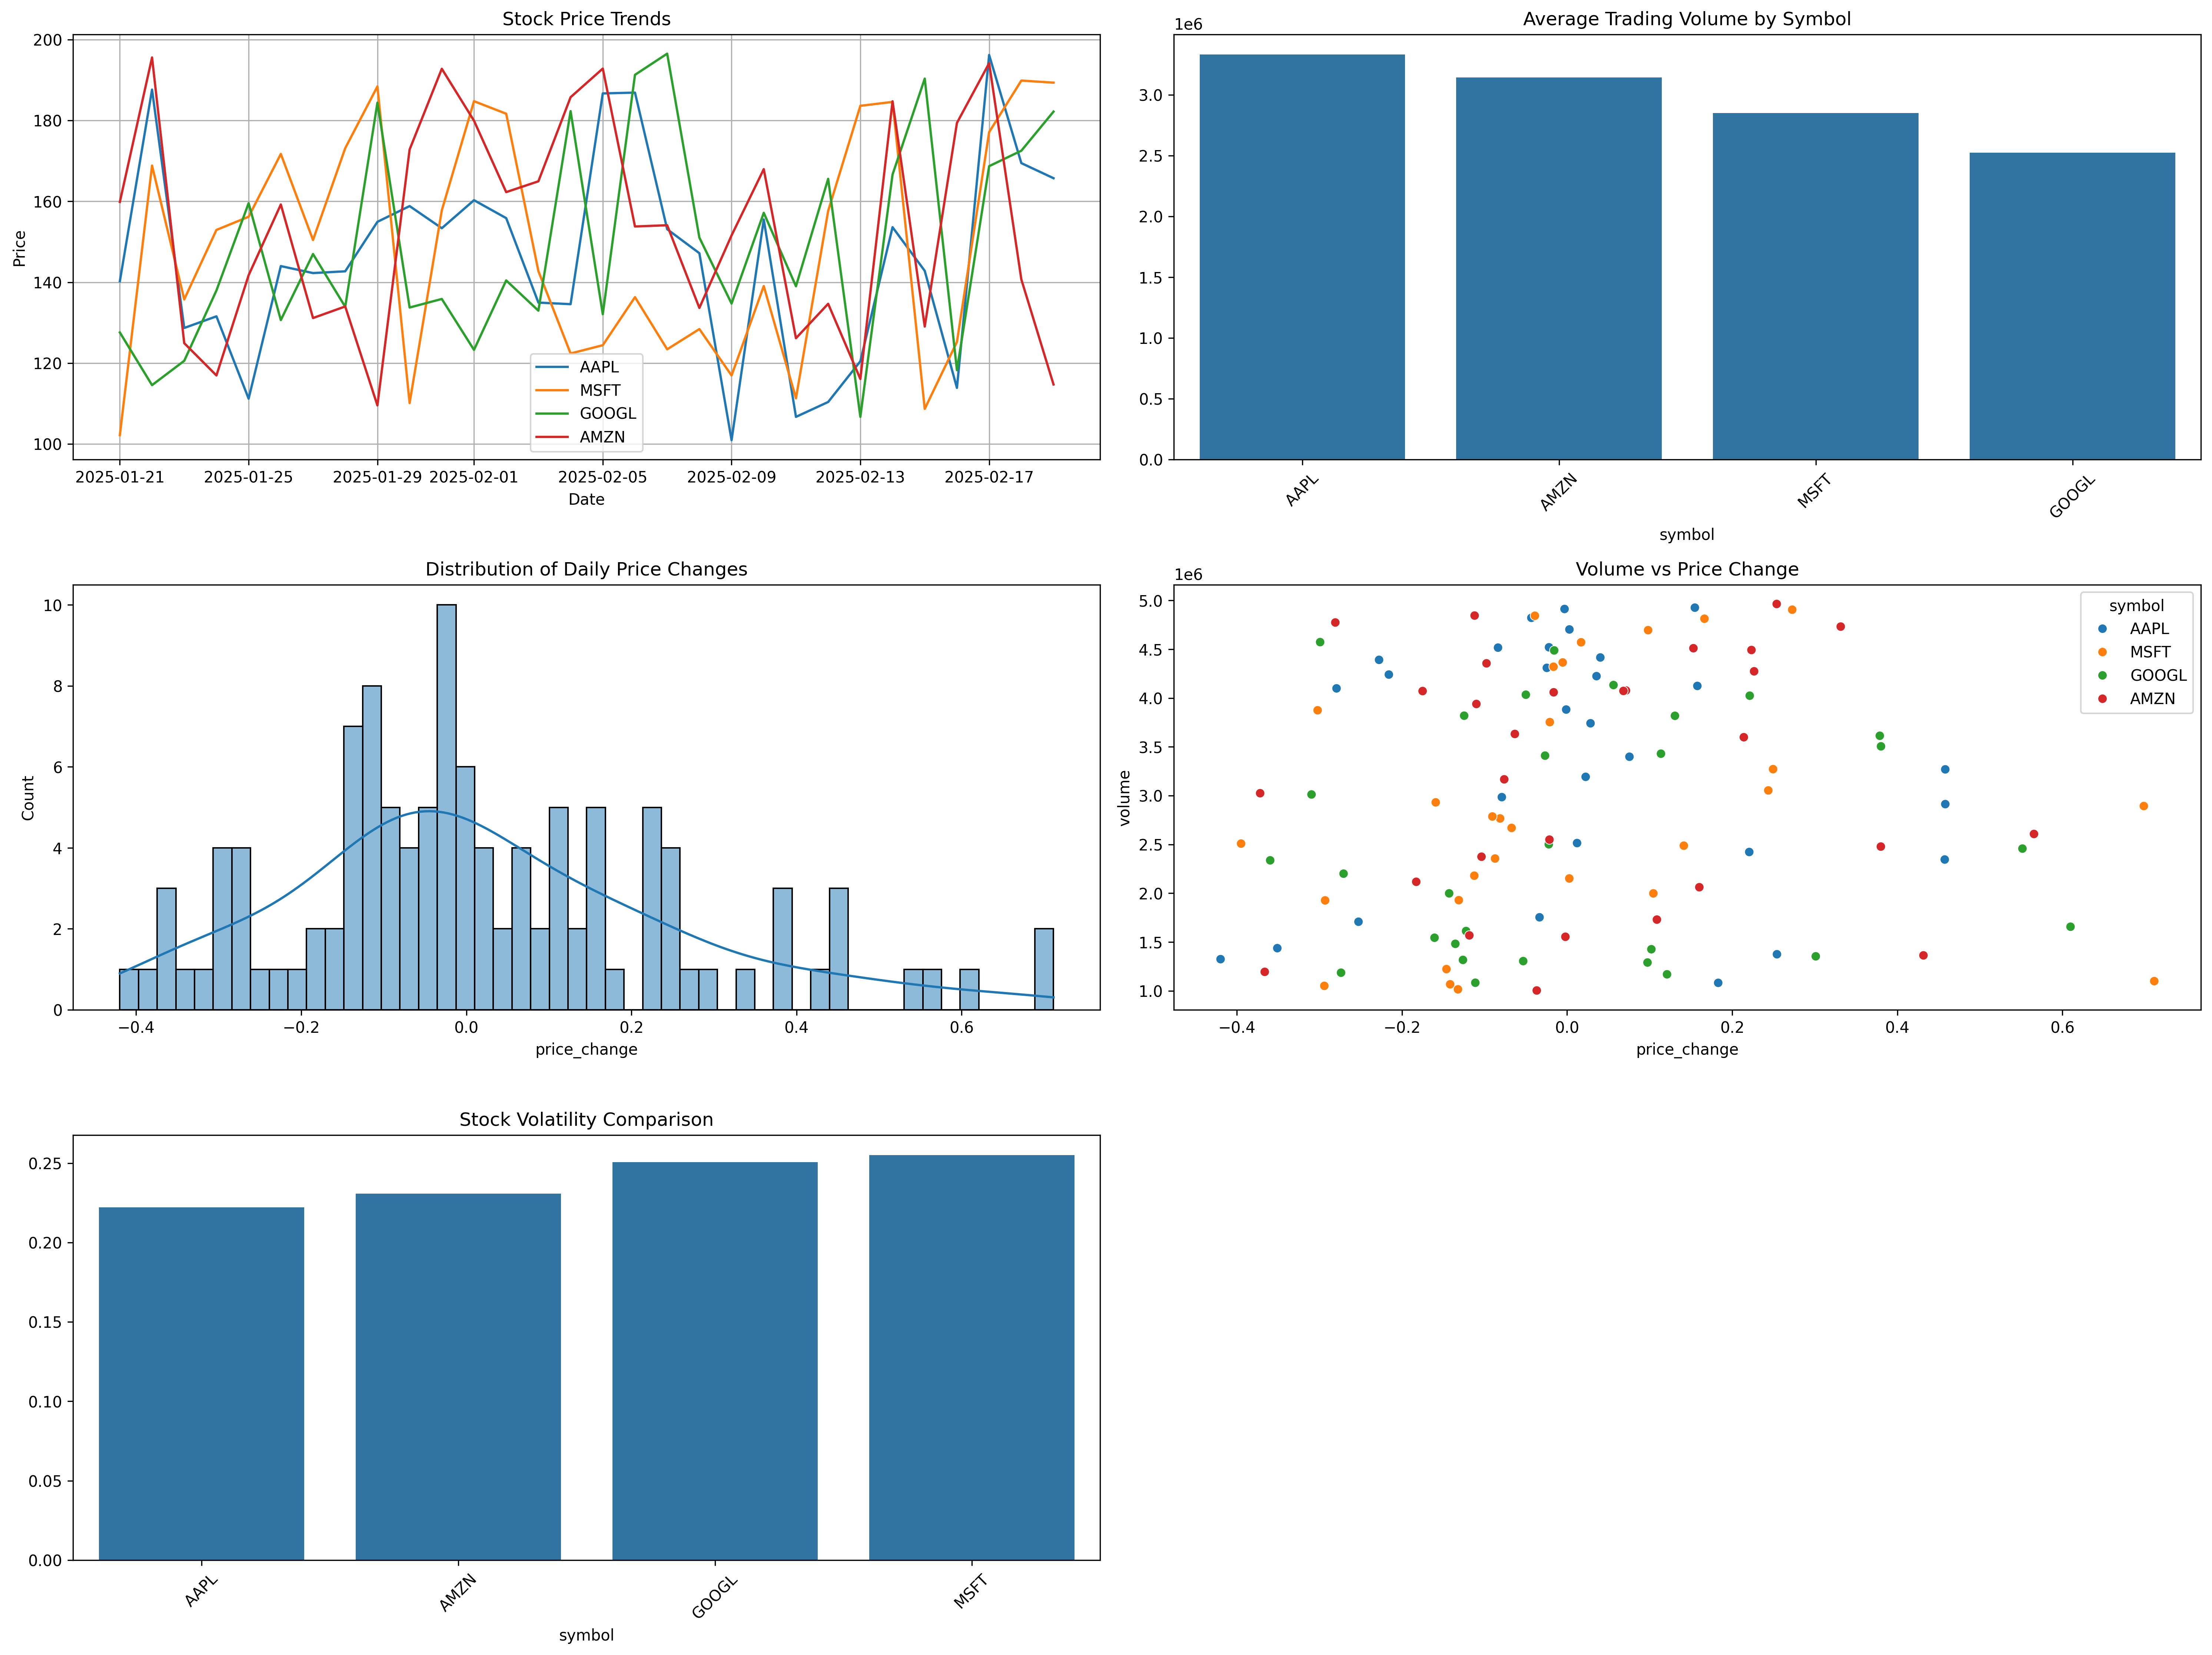 Stock Price Trends
200
180
160
140
120
100
Price
AAPL
MSFT
GOOGL
AMZN
2025-01-21 2025-01-25 2025-01-29 2025-02-01 2025-02-05 2025-02-09 2025-02-13 2025-02-17
Date
Average Trading Volume by Symbol
1e6
3.0
2.5
2.0
1.5
1.0
0.5
0.0
AAPL AMZN MSFT GOOGL
symbol
Distribution of Daily Price Changes
10
8
6
4
2
0
Count
−0.4 −0.2 0.0 0.2 0.4 0.6
price_change
Volume vs Price Change
1e6
5.0
4.5
4.0
3.5
3.0
2.5
2.0
1.5
1.0
volume
symbol
AAPL
MSFT
GOOGL
AMZN
−0.4 −0.2 0.0 0.2 0.4 0.6
price_change
Stock Volatility Comparison
0.25
0.20
0.15
0.10
0.05
0.00
AAPL AMZN GOOGL MSFT
symbol